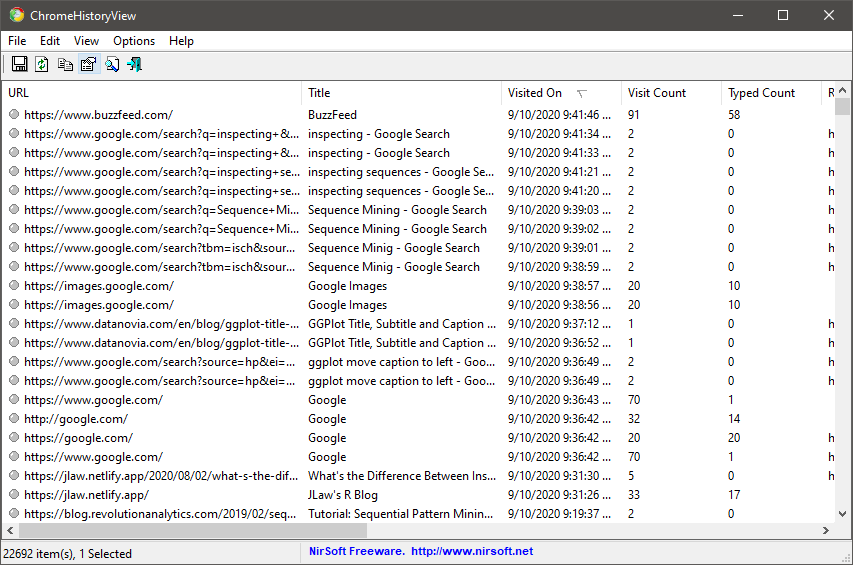 ChromeHistoryView
File Edit View Options Help
URL Title Visited On Visit Count Typed Count R
https://www.buzzfeed.com/ BuzzFeed 9/10/2020 9:41:46 ... 91 58
https://www.google.com/search?q=inspecting+&... inspecting - Google Search 9/10/2020 9:41:34 ... 2 0 h
https://www.google.com/search?q=inspecting+&... inspecting - Google Search 9/10/2020 9:41:33 ... 2 0 h
https://www.google.com/search?q=inspecting+se... inspecting sequences - Google Se... 9/10/2020 9:41:21 ... 2 0 h
https://www.google.com/search?q=inspecting+se... inspecting sequences - Google Se... 9/10/2020 9:41:20 ... 2 0 h
https://www.google.com/search?q=Sequence+Mi... Sequence Mining - Google Search 9/10/2020 9:39:03 ... 2 0 h
https://www.google.com/search?q=Sequence+Mi... Sequence Mining - Google Search 9/10/2020 9:39:02 ... 2 0 h
https://www.google.com/search?tbm=isch&sour... Sequence Minig - Google Search 9/10/2020 9:39:01 ... 2 0 h
https://www.google.com/search?tbm=isch&sour... Sequence Minig - Google Search 9/10/2020 9:38:59 ... 2 0 h
https://images.google.com/ Google Images 9/10/2020 9:38:57 ... 20 10
https://images.google.com/ Google Images 9/10/2020 9:38:56 ... 20 10
https://www.datanovia.com/en/blog/ggplot-title-... GGPlot Title, Subtitle and Caption ... 9/10/2020 9:37:12 ... 1 0 h
https://www.datanovia.com/en/blog/ggplot-title-... GGPlot Title, Subtitle and Caption ... 9/10/2020 9:36:52 ... 1 0 h
https://www.google.com/search?source=hp&ei=... ggplot move caption to left - Goo... 9/10/2020 9:36:49 ... 2 0 h
https://www.google.com/search?source=hp&ei=... ggplot move caption to left - Goo... 9/10/2020 9:36:49 ... 2 0 h
https://www.google.com/ Google 9/10/2020 9:36:43 ... 70 1
http://google.com/ Google 9/10/2020 9:36:42 ... 32 14
https://google.com/ Google 9/10/2020 9:36:42 ... 20 20 h
https://www.google.com/ Google 9/10/2020 9:36:42 ... 70 1 h
https://jlaw.netlify.app/2020/08/02/what-s-the-dif... What's the Difference Between Ins... 9/10/2020 9:31:30 ... 5 0 h
https://jlaw.netlify.app/ JLaw's R Blog 9/10/2020 9:31:26 ... 33 17
https://blog.revolutionanalytics.com/2019/02/seq... Tutorial: Sequential Pattern Minin... 9/10/2020 9:19:37 ... 2 0
22692 item(s), 1 Selected NirSoft Freeware. http://www.nirsoft.net